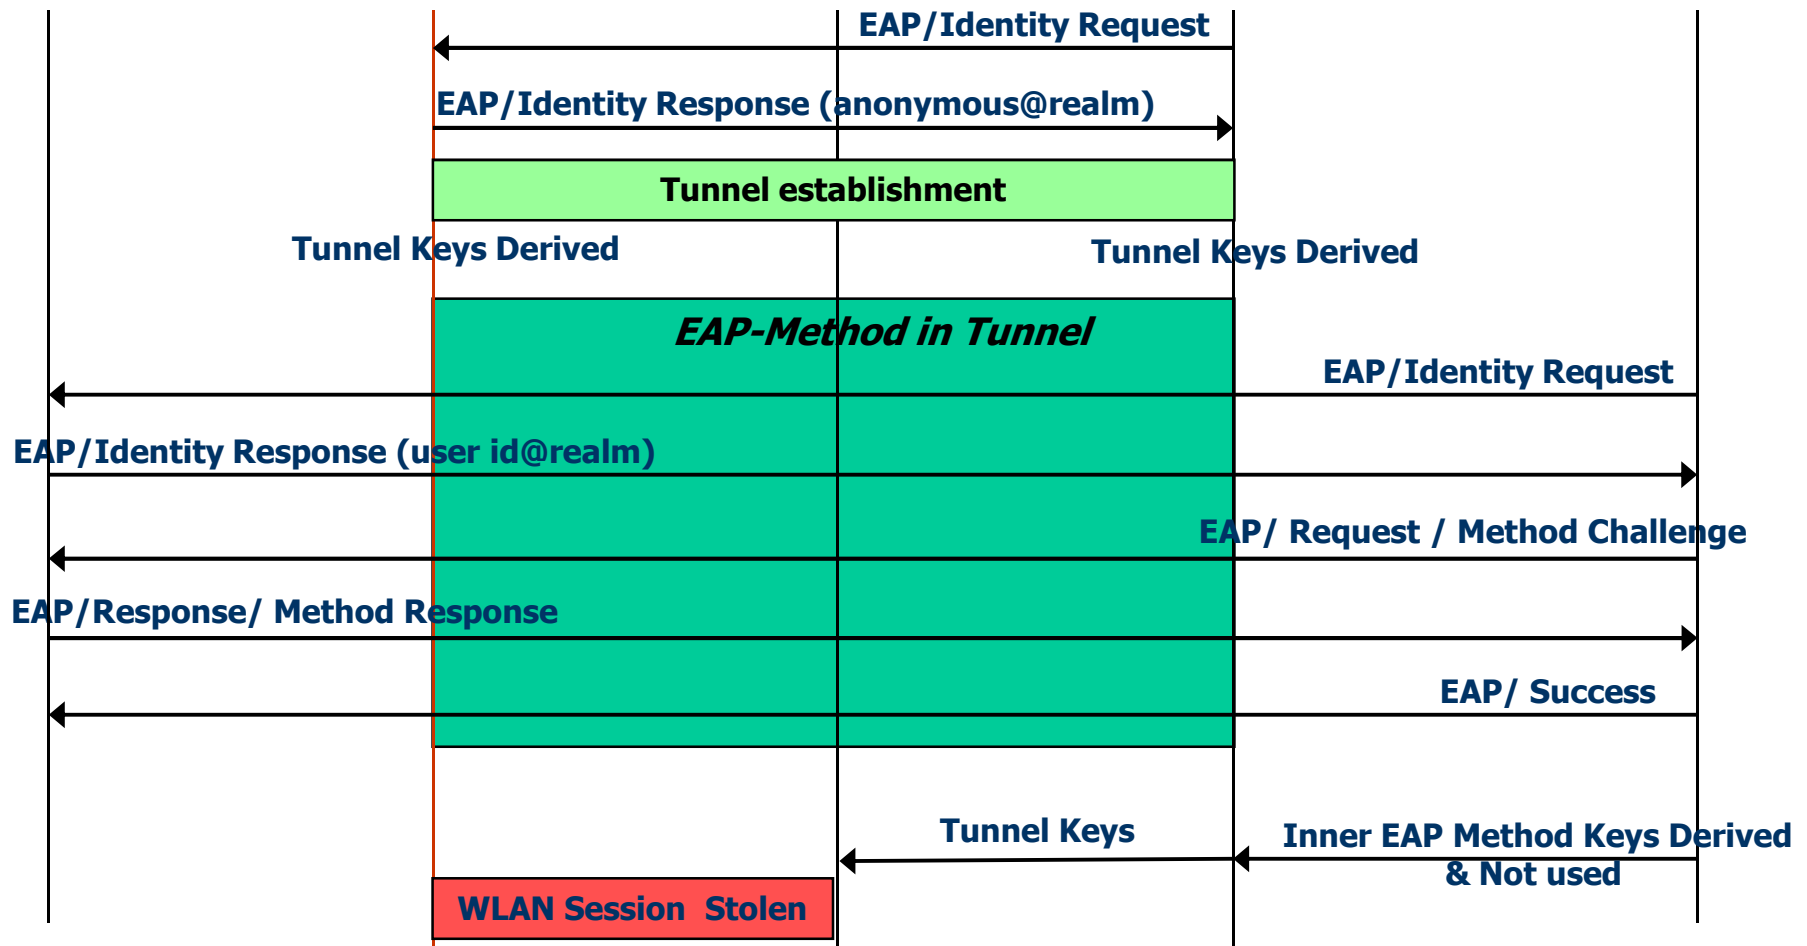 EAP/Identity Request
EAP/Identity Response (anonymous@realm)
Tunnel establishment
Tunnel Keys Derived
Tunnel Keys Derived
EAP-Method in Tunnel
EAP/Identity Request
EAP/Identity Response (user id@realm)
EAP/ Request / Method Challenge
EAP/Response/ Method Response
EAP/ Success
Tunnel Keys
Inner EAP Method Keys Derived
& Not used
WLAN Session  Stolen